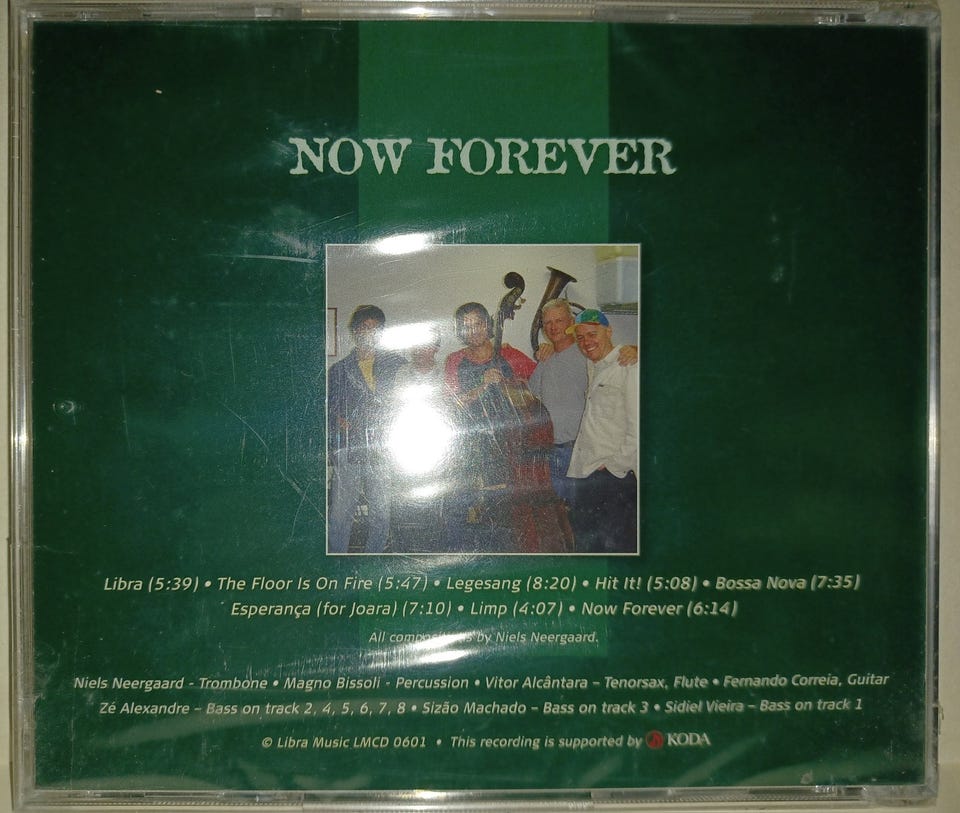 NOW FOREVER
Libra (5:39) • The Floor Is On Fire (5:47) • Legesang (8:20) • Hit It! (5:08) • Bossa Nova (7:35)
Esperança (for Joara) (7:10) • Limp (4:07) • Now Forever (6:14)
All compositions by Niels Neergaard.
Niels Neergaard - Trombone • Magno Bissoli - Percussion • Vitor Alcântara – Tenorsax, Flute • Fernando Correia, Guitar
Zé Alexandre – Bass on track 2, 4, 5, 6, 7, 8 • Sizão Machado – Bass on track 3 • Sidiel Vieira – Bass on track 1
© Libra Music LMCD 0601 • This recording is supported by KODA